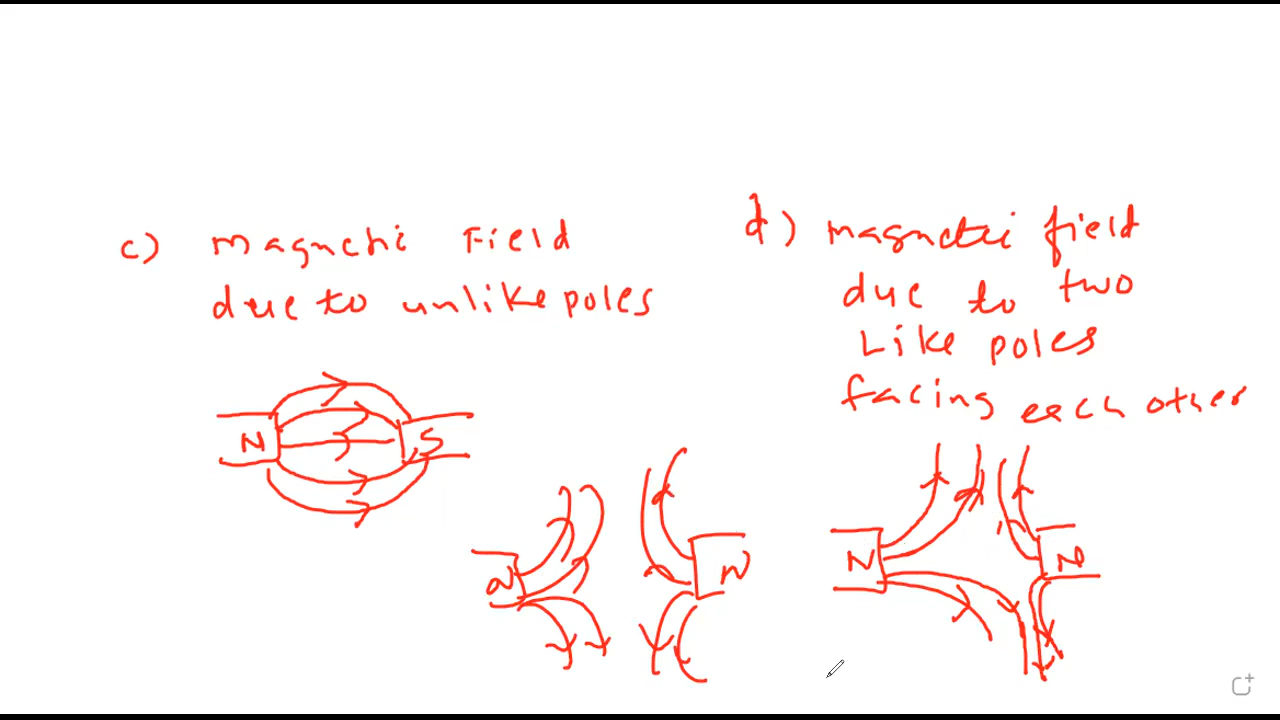 c) Magnetic Field
due to unlike poles
d) magnetic field
due to two
Like poles
facing each other
N S
N N
N N